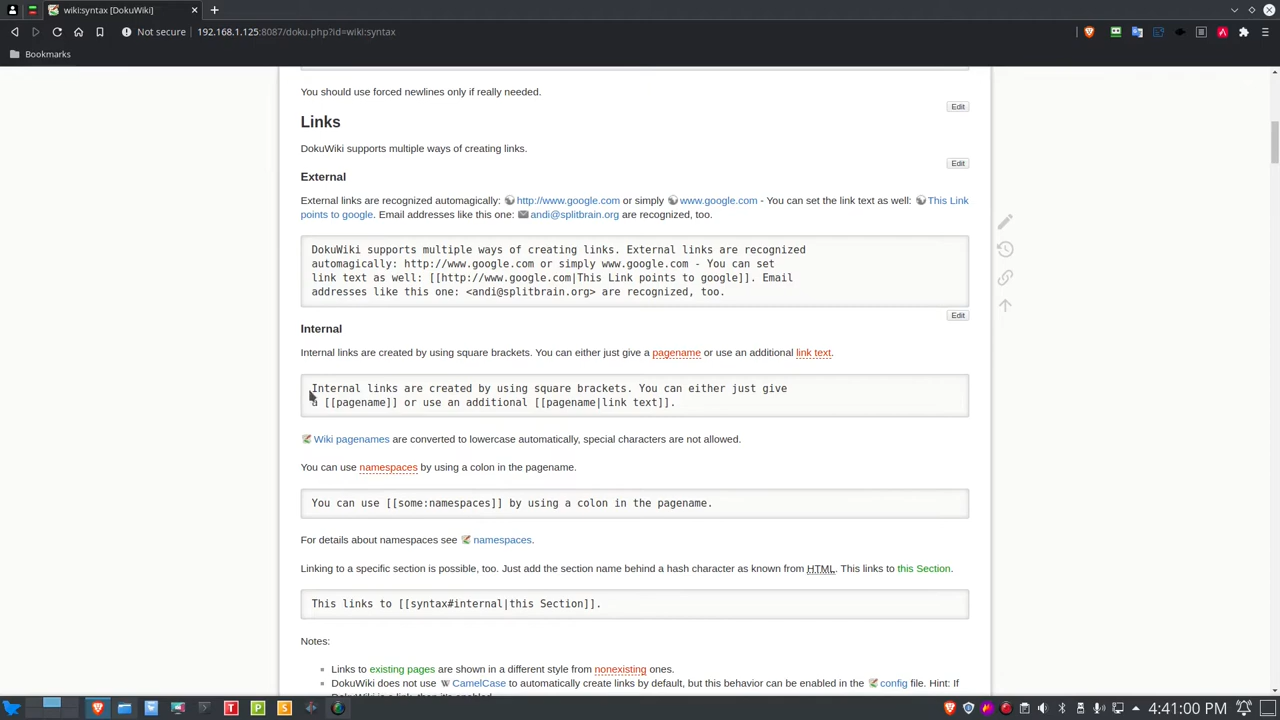 wiki:syntax [DokuWiki]
Not secure
192.168.1.125:8087/doku.php?id=wiki:syntax
Bookmarks
You should use forced newlines only if really needed.
Edit
Links
DokuWiki supports multiple ways of creating links.
Edit
External
External links are recognized automagically: http://www.google.com or simply www.google.com - You can set the link text as well: This Link
points to google. Email addresses like this one: andi@splitbrain.org are recognized, too.
DokuWiki supports multiple ways of creating links. External links are recognized
automagically: http://www.google.com or simply www.google.com - You can set
link text as well: [[http://www.google.com|This Link points to google]]. Email
addresses like this one: <andi@splitbrain.org> are recognized, too.
Edit
Internal
Internal links are created by using square brackets. You can either just give a pagename or use an additional link text.
Internal links are created by using square brackets. You can either just give
a [[pagename]] or use an additional [[pagename|link text]].
Wiki pagenames are converted to lowercase automatically, special characters are not allowed.
You can use namespaces by using a colon in the pagename.
You can use [[some:namespaces]] by using a colon in the pagename.
For details about namespaces see namespaces.
Linking to a specific section is possible, too. Just add the section name behind a hash character as known from HTML. This links to this Section.
This links to [[syntax#internal|this Section]].
Notes:
Links to existing pages are shown in a different style from nonexisting ones.
DokuWiki does not use W CamelCase to automatically create links by default, but this behavior can be enabled in the config file. Hint: If
DokuWiki is a link, then it's enabled.
T P S
4:41:00 PM